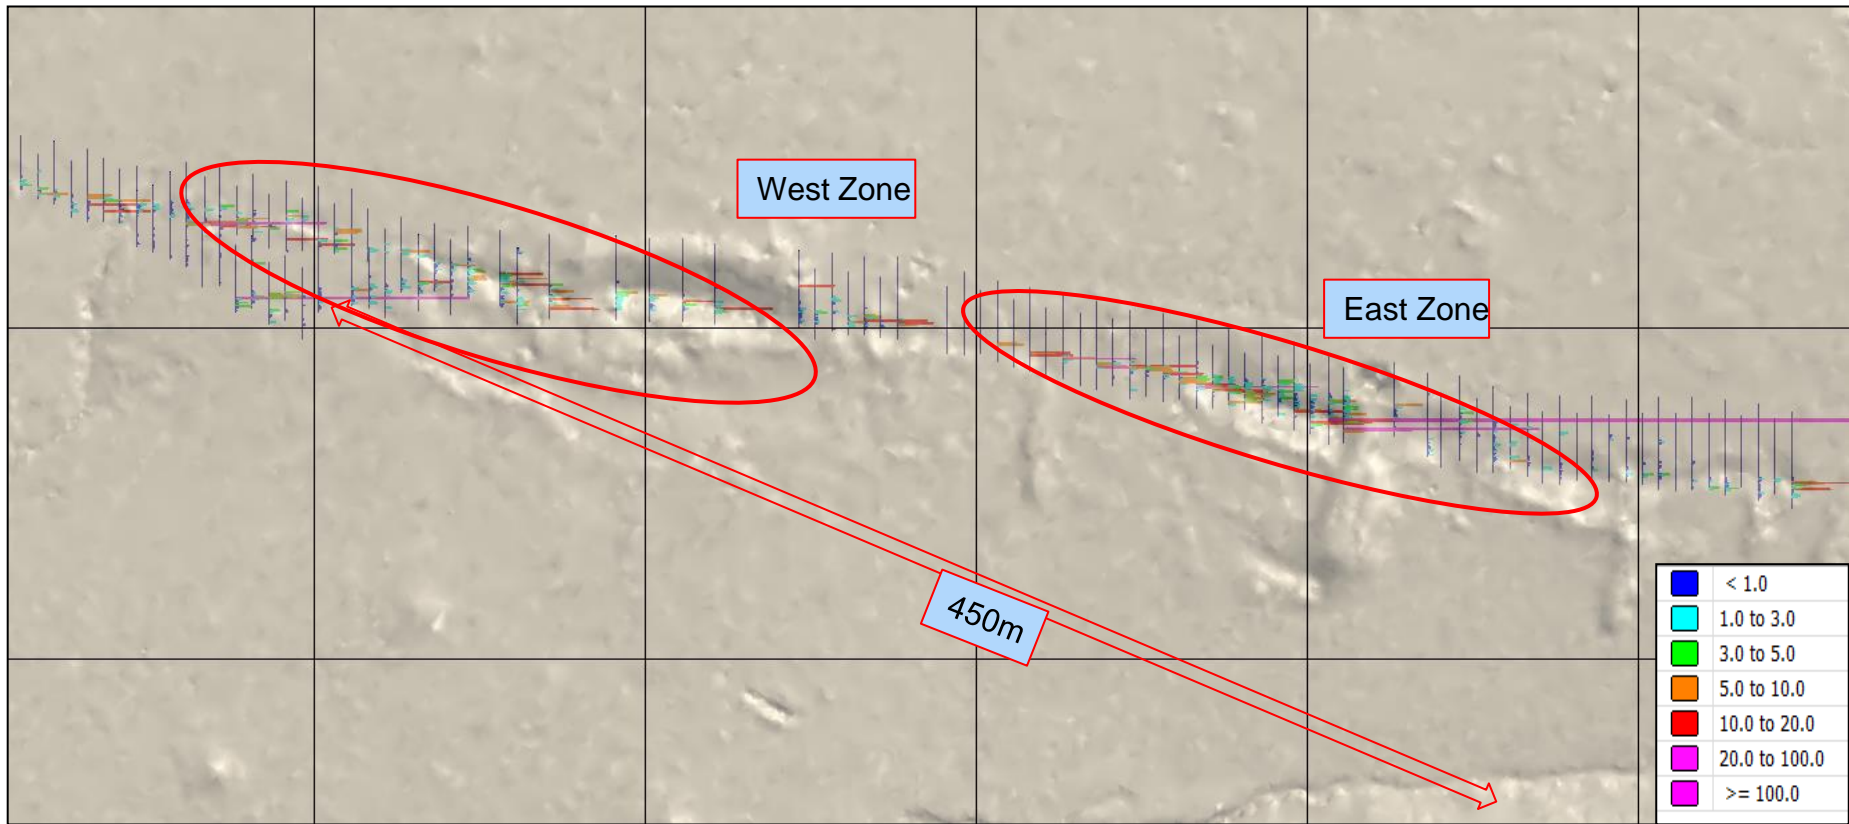 West Zone
East Zone
450m
< 1.0
1.0 to 3.0
3.0 to 5.0
5.0 to 10.0
10.0 to 20.0
20.0 to 100.0
>= 100.0